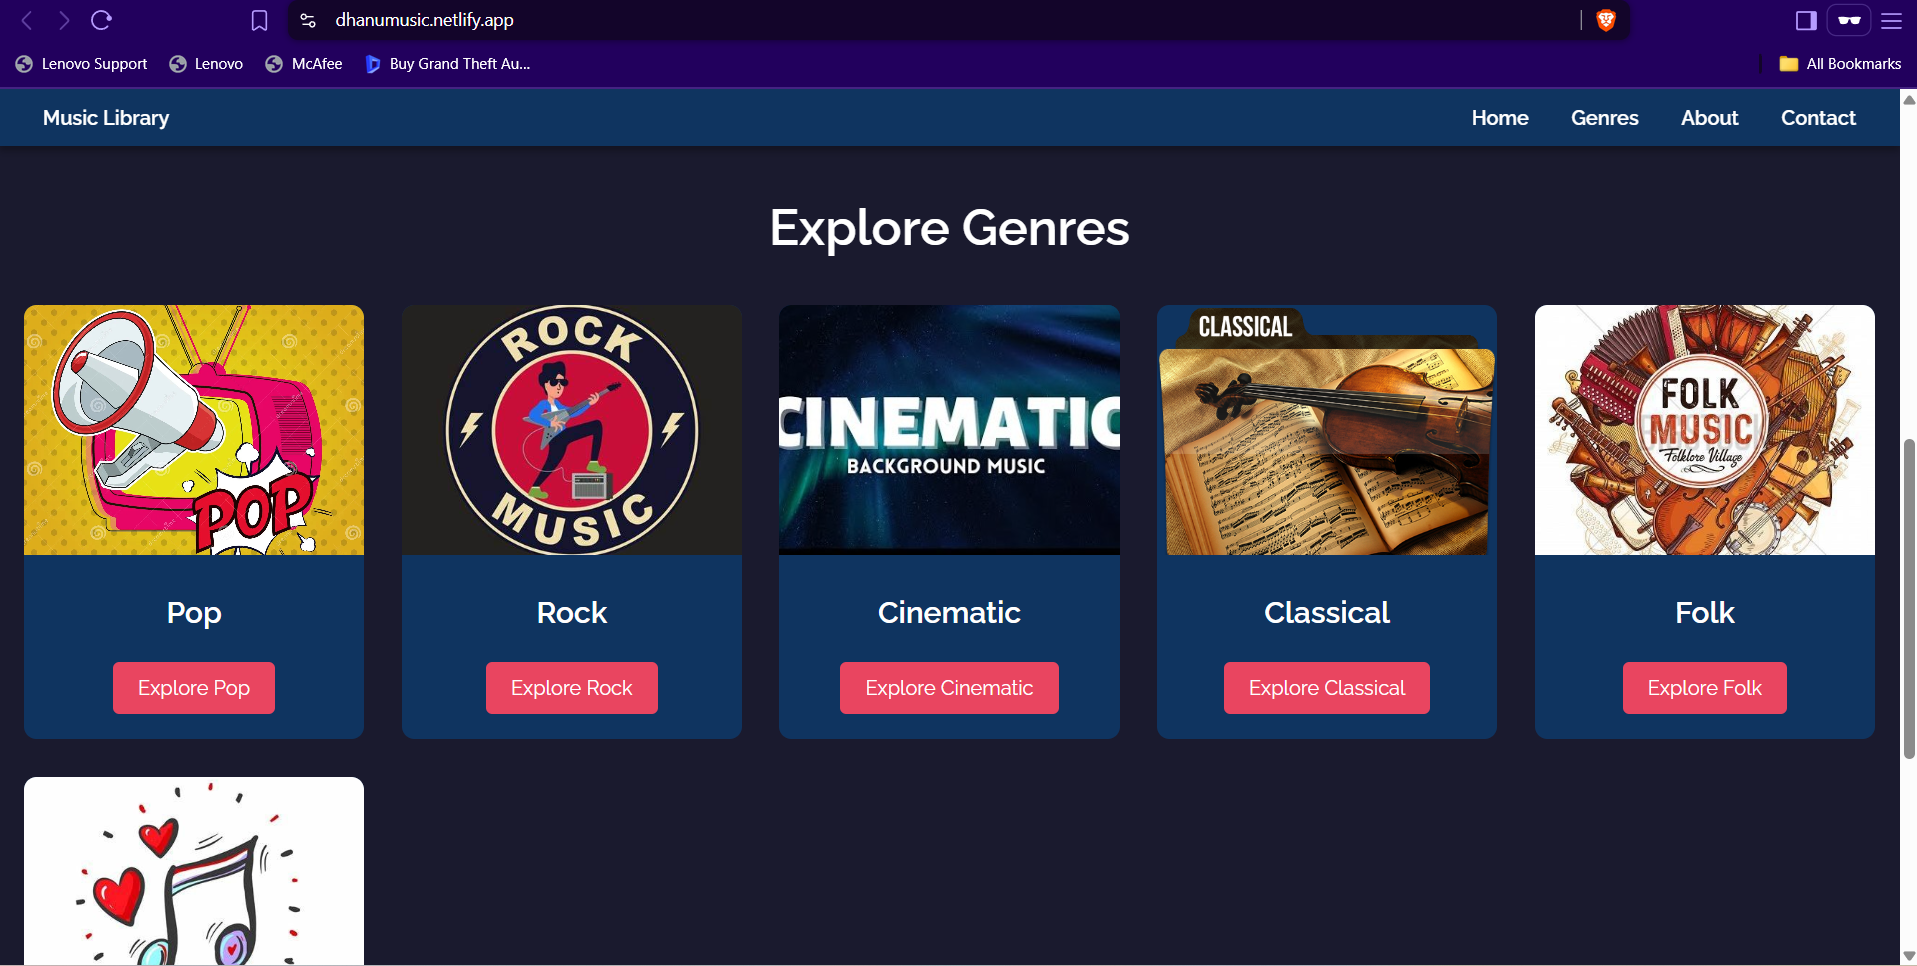 dhanumusic.netlify.app
Lenovo Support
Lenovo
McAfee
Buy Grand Theft Au...
All Bookmarks
Music Library
Home
Genres
About
Contact
Explore Genres
POP
ROCK
MUSIC
CINEMATIC
BACKGROUND MUSIC
CLASSICAL
FOLK
MUSIC
Folklore Village
Pop
Rock
Cinematic
Classical
Folk
Explore Pop
Explore Rock
Explore Cinematic
Explore Classical
Explore Folk